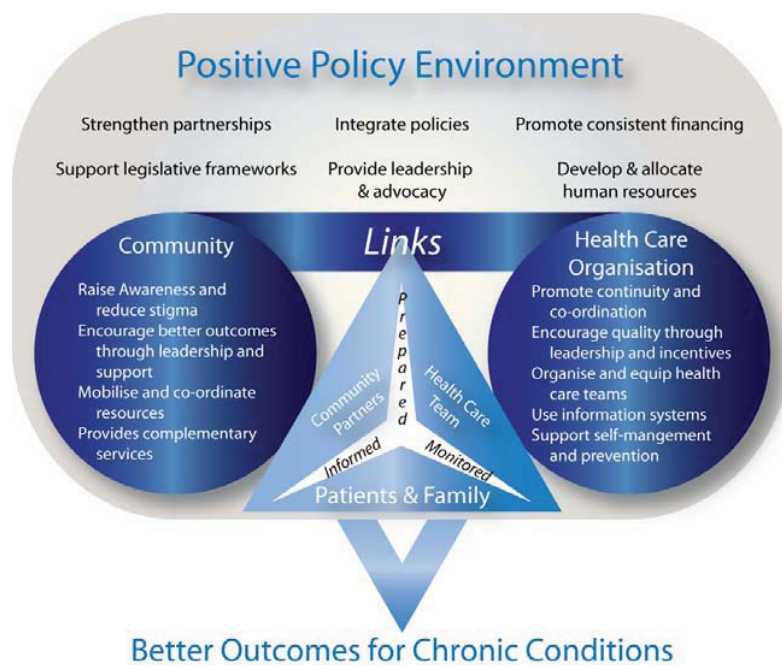 Positive Policy Environment
Strengthen partnerships
Integrate policies
Promote consistent financing
Support legislative frameworks
Provide leadership
& advocacy
Develop & allocate
human resources
Links
Community
Raise Awareness and
reduce stigma
Encourage better outcomes
through leadership and
support
Mobilise and co-ordinate
resources
Provides complementary
services
Health Care
Organisation
Promote continuity and
co-ordination
Encourage quality through
leadership and incentives
Organise and equip health
care teams
Use information systems
Support self-mangement
and prevention
Prepared
Community
Partners
Health Care
Team
Informed
Monitored
Patients & Family
Better Outcomes for Chronic Conditions